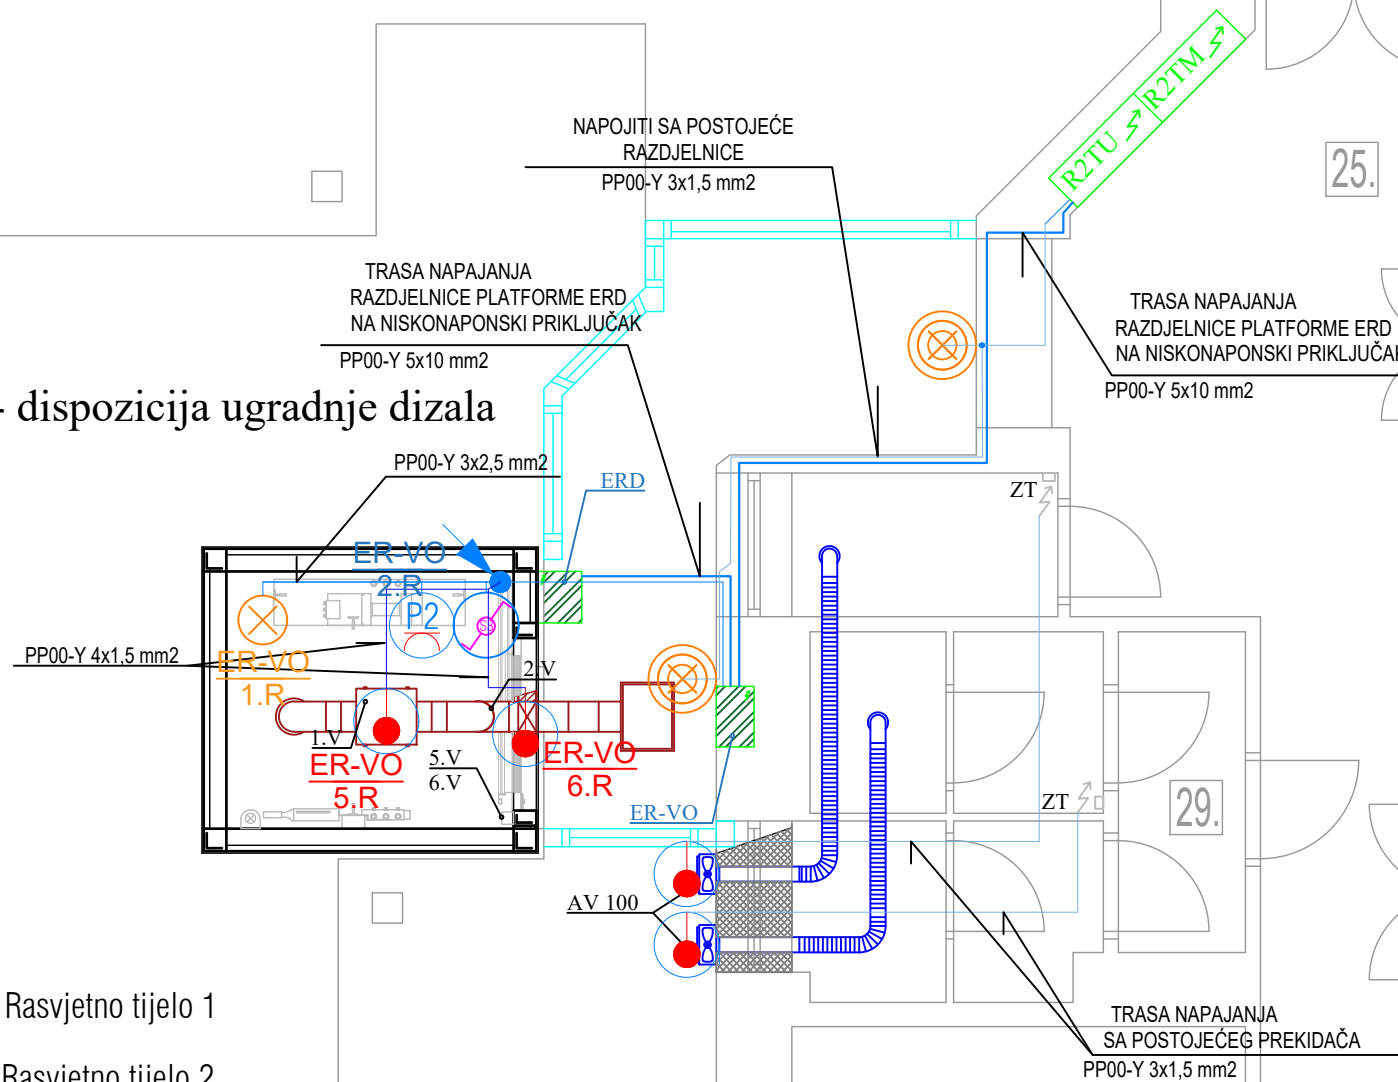 R2TM
R2TU
NAPOJITI SA POSTOJEĆE
RAZDJELNICE
PP00-Y 3x1,5 mm2
25.
TRASA NAPAJANJA
RAZDJELNICE PLATFORME ERD
NA NISKONAPONSKI PRIKLJUČAK
PP00-Y 5x10 mm2
TRASA NAPAJANJA
RAZDJELNICE PLATFORME ERD
NA NISKONAPONSKI PRIKLJUČAK
PP00-Y 5x10 mm2
- dispozicija ugradnje dizala
PP00-Y 3x2,5 mm2
ERD
ZT
ER-VO
2.R
P2
PP00-Y 4x1,5 mm2
ER-VO
1.R
2.V
1.V
ER-VO
5.R
5.V
6.V
ER-VO
6.R
ER-VO
ZT
29.
AV 100
Rasvjetno tijelo 1
TRASA NAPAJANJA
SA POSTOJEĆEG PREKIDAČA
PP00-Y 3x1,5 mm2
Rasvjetno tijelo 2